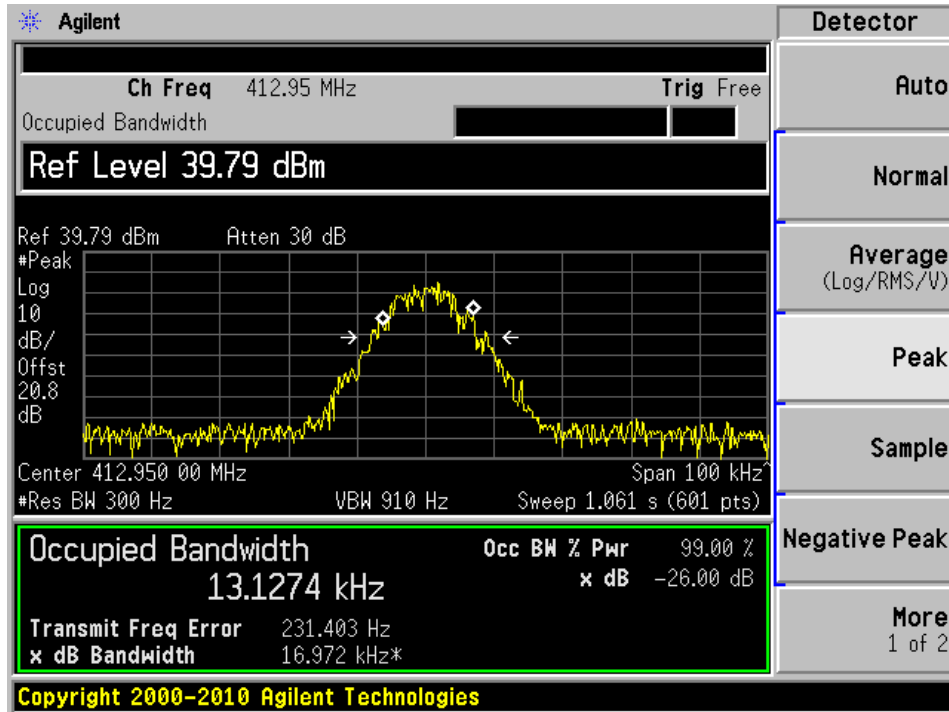 Agilent
Detector
Ch Freq 412.95 MHz Trig Free
Occupied Bandwidth
Ref Level 39.79 dBm
Ref 39.79 dBm Atten 30 dB
#Peak
Log
10
dB/
Offst
20.8
dB
Center 412.950 00 MHz Span 100 kHz^
#Res BW 300 Hz VBW 910 Hz Sweep 1.061 s (601 pts)
Occupied Bandwidth
13.1274 kHz
Occ BW % Pwr 99.00 %
x dB -26.00 dB
Transmit Freq Error 231.403 Hz
x dB Bandwidth 16.972 kHz*
Copyright 2000-2010 Agilent Technologies
Auto
Normal
Average
(Log/RMS/V)
Peak
Sample
Negative Peak
More
1 of 2